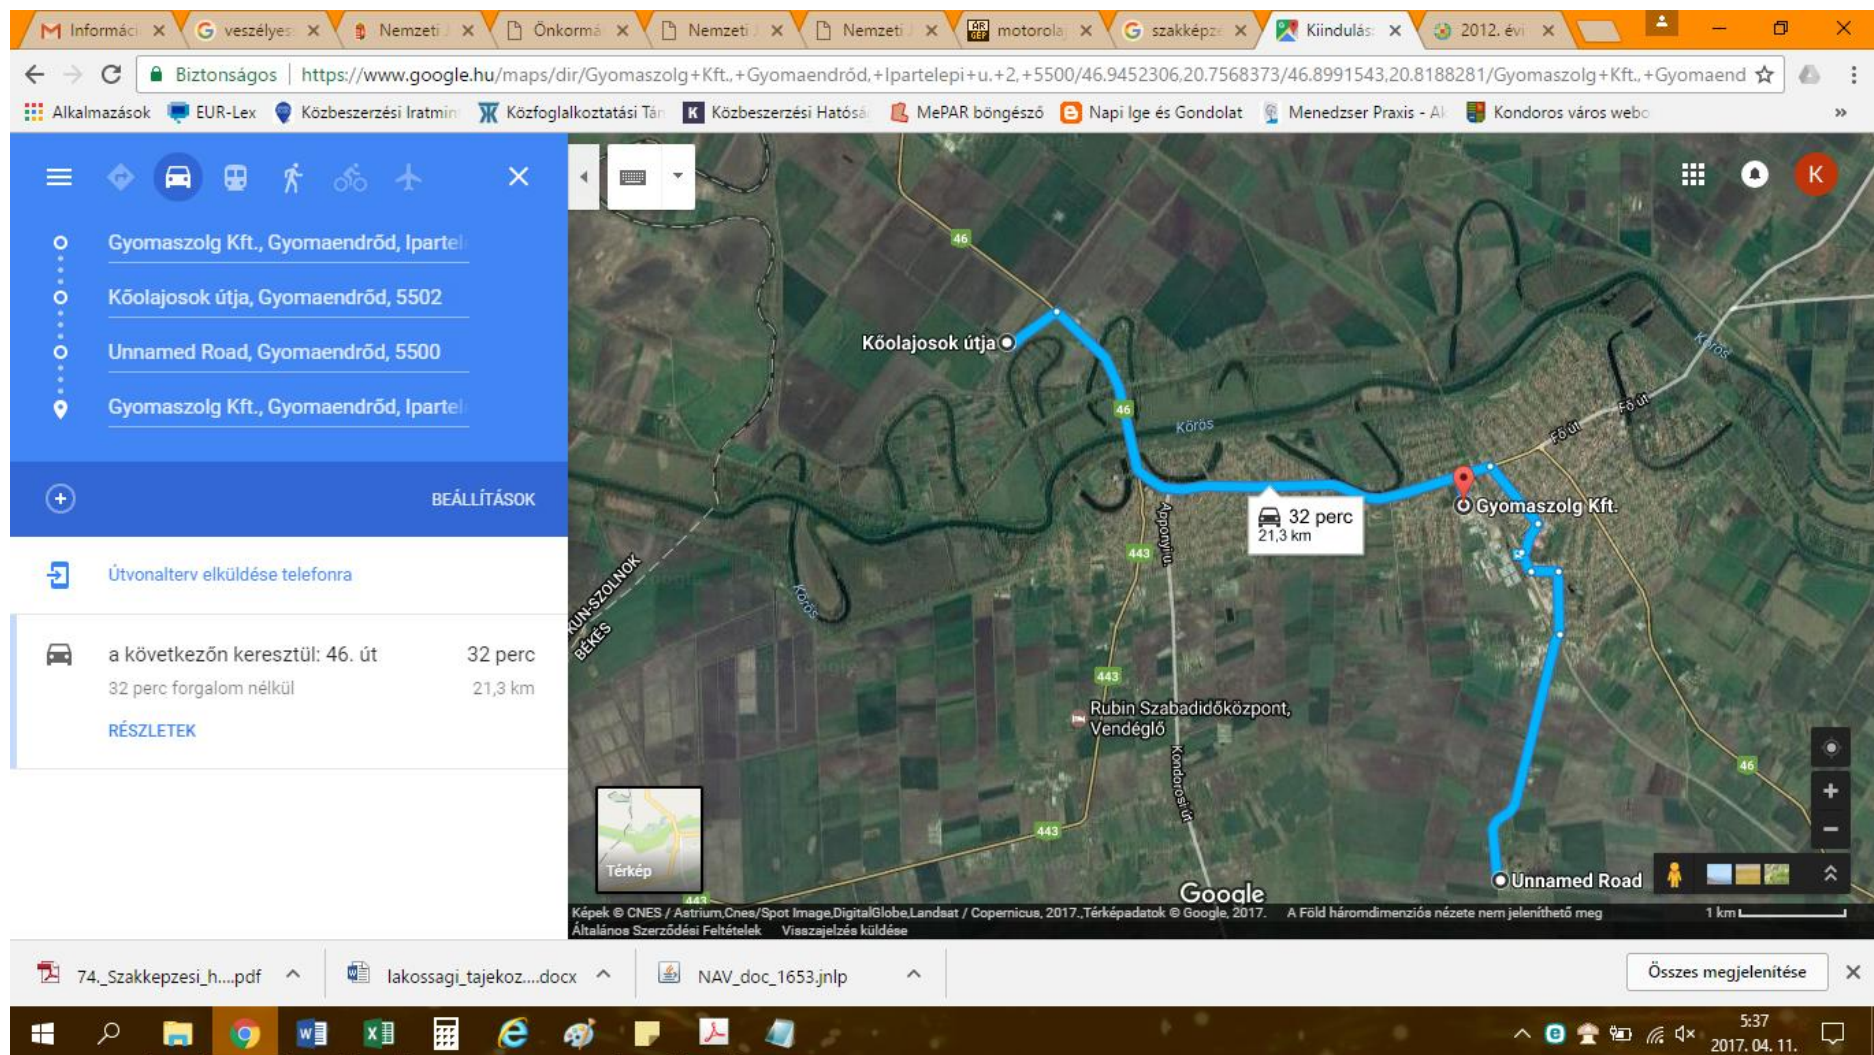 Informác
veszélyes
Nemzeti J
Önkormá
Nemzeti J
Nemzeti J
motorola
szakképze
Kiindulás:
2012. évi
Biztonságos | https://www.google.hu/maps/dir/Gyomaszolg+Kft.,+Gyomaendrőd,+Ipartelepi+u.+2,+5500/46.9452306,20.7568373/46.8991543,20.8188281/Gyomaszolg+Kft.,+Gyomaend
Alkalmazások
EUR-Lex
Közbeszerzési Iratmin
Közfoglalkoztatási Tár
Közbeszerzési Hatósá
MePAR böngésző
Napi Ige és Gondolat
Menedzser Praxis - A
Kondoros város webo
Gyomaszolg Kft., Gyomaendrőd, Ipartel
Kőolajosok útja, Gyomaendrőd, 5502
Unnamed Road, Gyomaendrőd, 5500
Gyomaszolg Kft., Gyomaendrőd, Ipartel
BEÁLLÍTÁSOK
Útvonalterv elküldése telefonra
a következőn keresztül: 46. út 32 perc
32 perc forgalom nélkül 21,3 km
RÉSZLETEK
K
46
Kőolajosok útja
46
Körös
Körös
Fő út
Fő út
Gyomaszolg Kft.
32 perc
21,3 km
Apponyi u.
443
Körös
KUN-SZOLNOK
BÉKÉS
443
Rubin Szabadidőközpont,
Vendéglő
Kondorosi út
46
443
Unnamed Road
Térkép
443
Google
Képek © CNES / Astrium,Cnes/Spot Image,DigitalGlobe,Landsat / Copernicus, 2017.,Térképadatok © Google, 2017. A Föld háromdimenziós nézete nem jeleníthető meg 1 km
Általános Szerződési Feltételek Visszajelzés küldése
74._Szakkepzesi_h....pdf
lakossagi_tajekoz....docx
NAV_doc_1653.jnlp
Összes megjelenítése
5:37
2017. 04. 11.